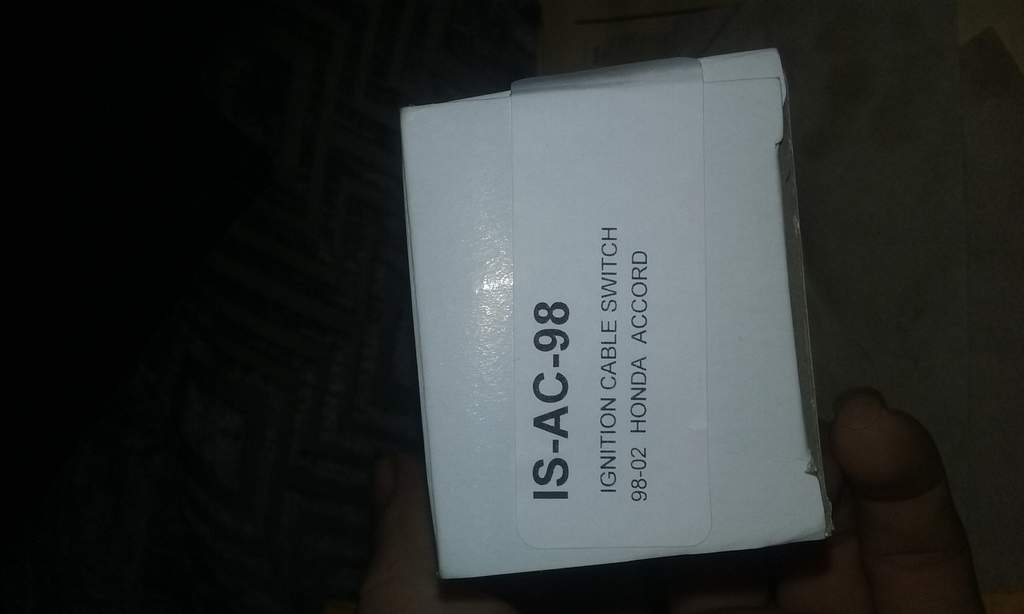 IS-AC-98
IGNITION CABLE SWITCH
98-02 HONDA ACCORD